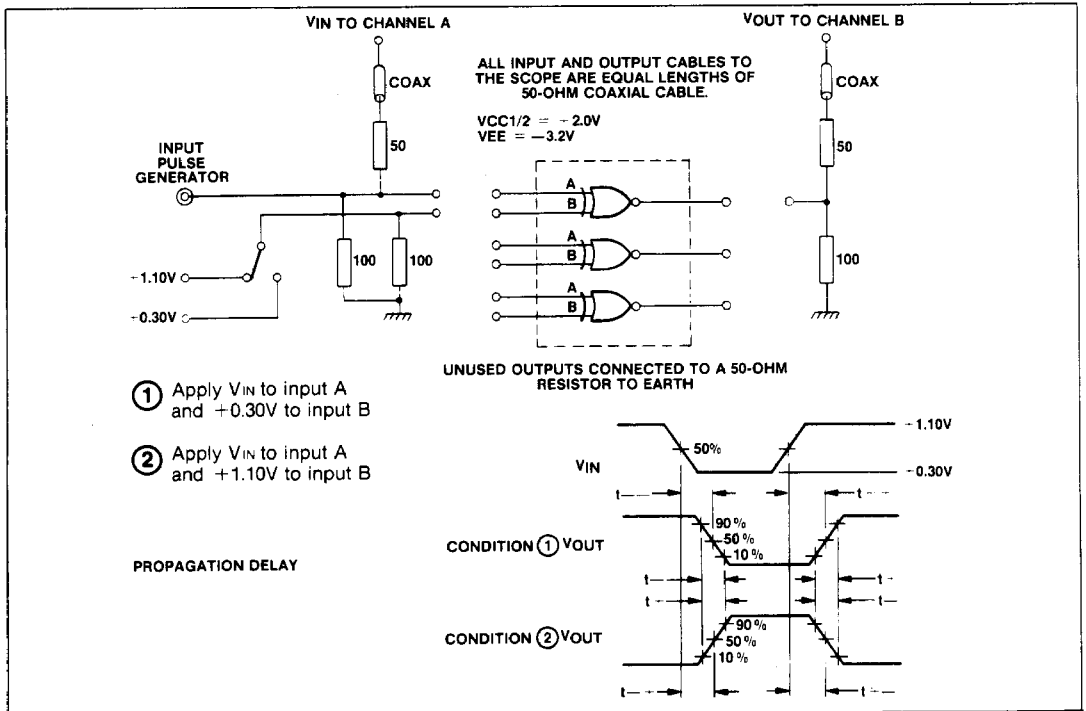 VIN TO CHANNEL A
VOUT TO CHANNEL B
ALL INPUT AND OUTPUT CABLES TO
THE SCOPE ARE EQUAL LENGTHS OF
50-OHM COAXIAL CABLE.
COAX
COAX
VCC1/2 = +2.0V
VEE = -3.2V
50
50
INPUT
PULSE
GENERATOR
A
B
A
B
A
B
100
100
100
+1.10V
+0.30V
UNUSED OUTPUTS CONNECTED TO A 50-OHM
RESISTOR TO EARTH
1 Apply VIN to input A
and +0.30V to input B
2 Apply VIN to input A
and +1.10V to input B
+1.10V
50%
VIN
+0.30V
t
t
90%
50%
10%
CONDITION 1 VOUT
PROPAGATION DELAY
t
t
t
t
90%
50%
10%
CONDITION 2 VOUT
t
t